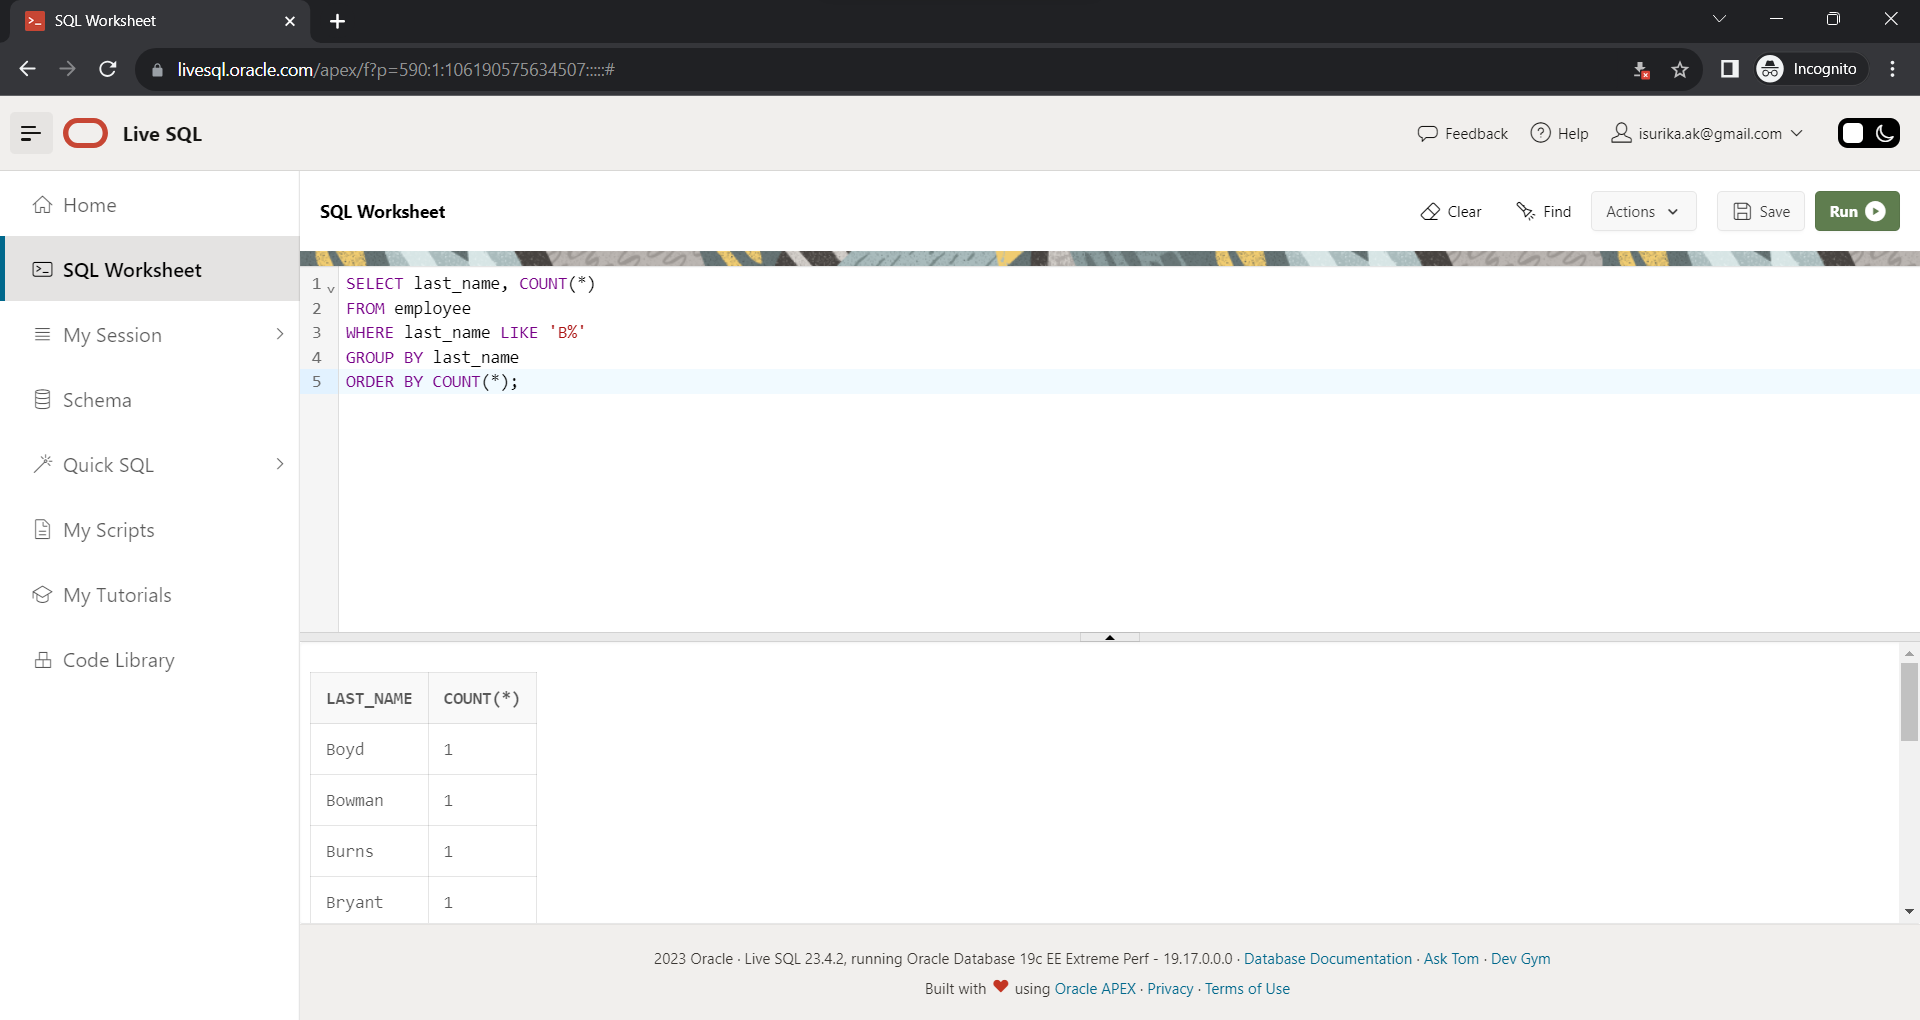 SQL Worksheet
livesql.oracle.com/apex/f?p=590:1:106190575634507:::::#
Incognito
Live SQL
Feedback
Help
isurika.ak@gmail.com
Home
SQL Worksheet
My Session
Schema
Quick SQL
My Scripts
My Tutorials
Code Library
SQL Worksheet
Clear
Find
Actions
Save
Run
1 SELECT last_name, COUNT(*)
2 FROM employee
3 WHERE last_name LIKE 'B%'
4 GROUP BY last_name
5 ORDER BY COUNT(*);
LAST_NAME COUNT(*)
Boyd 1
Bowman 1
Burns 1
Bryant 1
2023 Oracle · Live SQL 23.4.2, running Oracle Database 19c EE Extreme Perf - 19.17.0.0.0 · Database Documentation · Ask Tom · Dev Gym
Built with ❤ using Oracle APEX · Privacy · Terms of Use